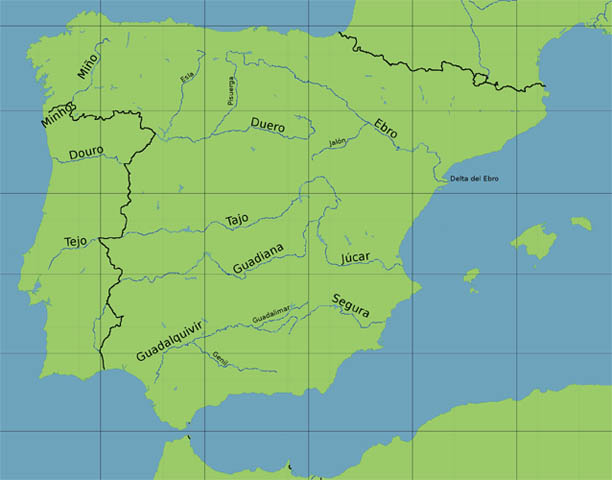 Miño
Esla
Pisuerga
Minho
Duero
Ebro
Jalón
Douro
Delta del Ebro
Tajo
Tejo
Guadiana
Júcar
Segura
Guadalimar
Guadalquivir
Genil